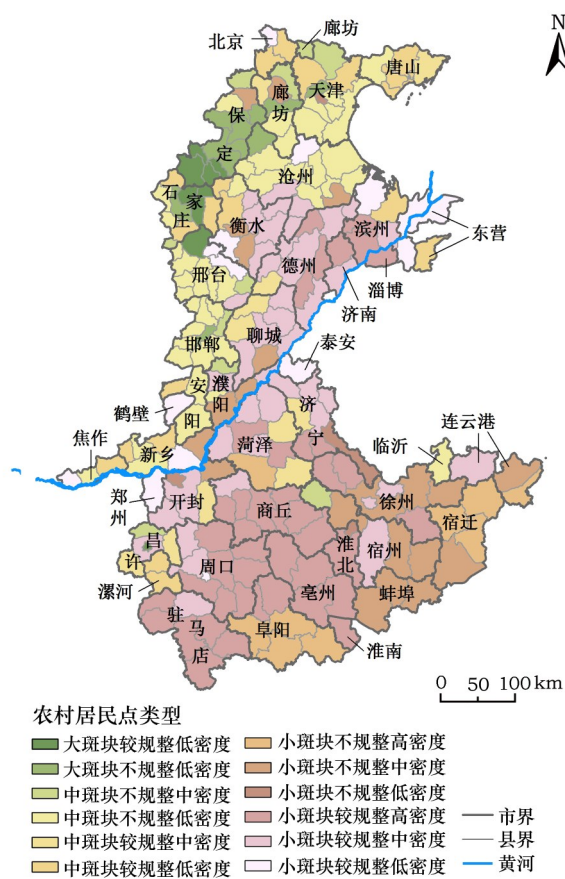 N
北京
廊坊
唐山
廊坊
天津
保定
沧州
石家庄
衡水
滨州
东营
德州
淄博
邢台
济南
聊城
泰安
邯郸
安阳
濮阳
鹤壁
济宁
焦作
新乡
菏泽
连云港
临沂
郑州
开封
商丘
徐州
宿迁
许昌
淮北
宿州
周口
漯河
亳州
蚌埠
驻马店
阜阳
淮南
0 50 100 km
农村居民点类型
大斑块较规整低密度
大斑块不规整低密度
中斑块不规整中密度
中斑块不规整低密度
中斑块较规整中密度
中斑块较规整低密度
小斑块不规整高密度
小斑块不规整中密度
小斑块不规整低密度
小斑块较规整高密度
小斑块较规整中密度
小斑块较规整低密度
市界
县界
黄河